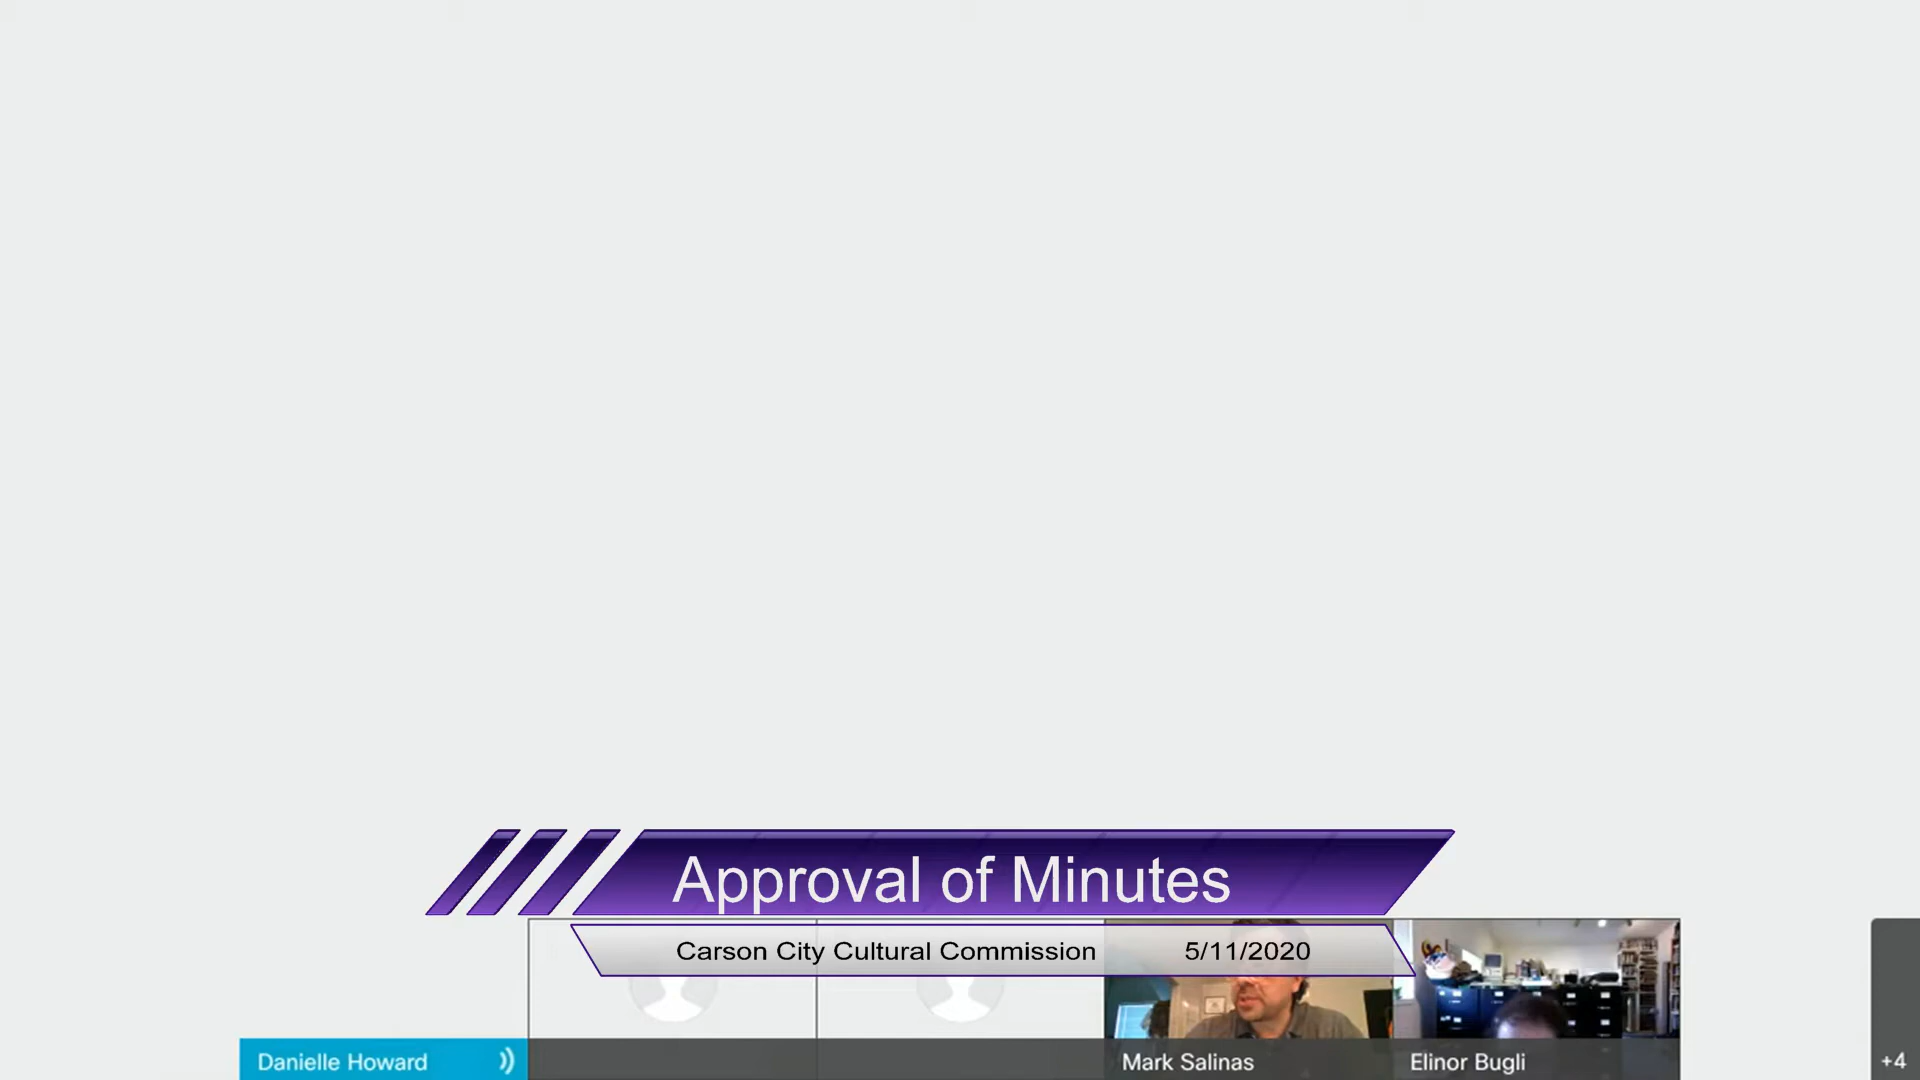 Approval of Minutes
Carson City Cultural Commission 5/11/2020
Danielle Howard
Mark Salinas
Elinor Bugli
+4